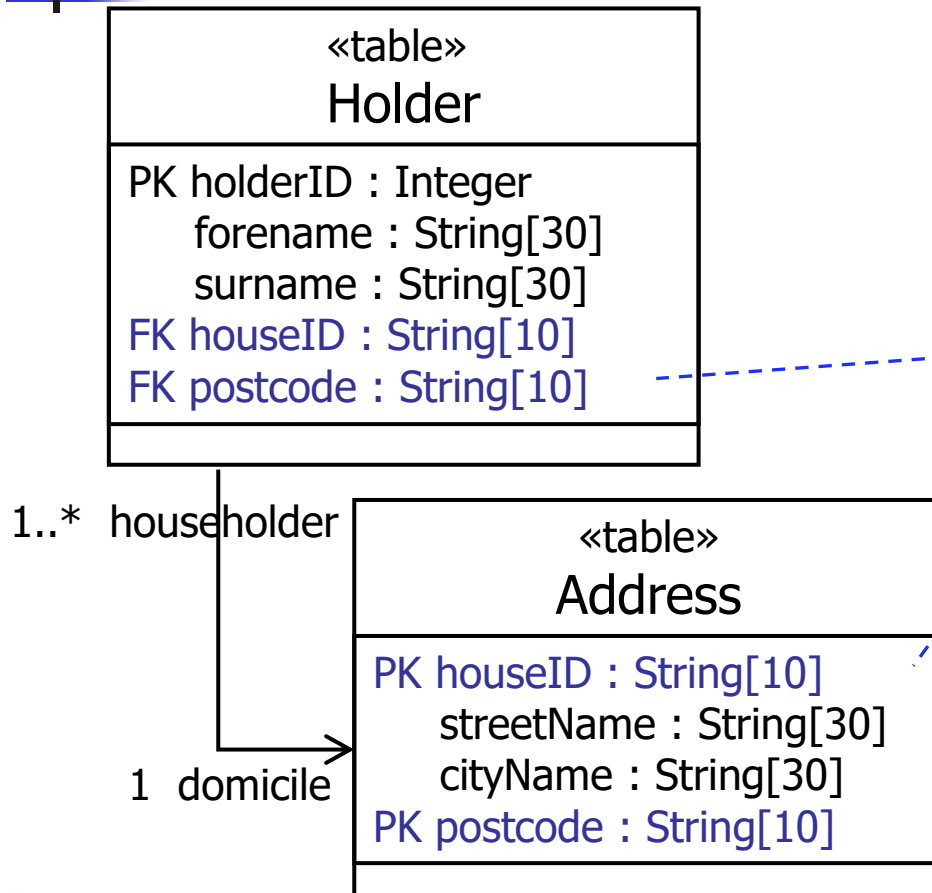 «table»
Holder
PK holderID : Integer
forename : String[30]
surname : String[30]
FK houseID : String[10]
FK postcode : String[10]
1..* householder
«table»
Address
PK houseID : String[10]
streetName : String[30]
cityName : String[30]
PK postcode : String[10]
1 domicile